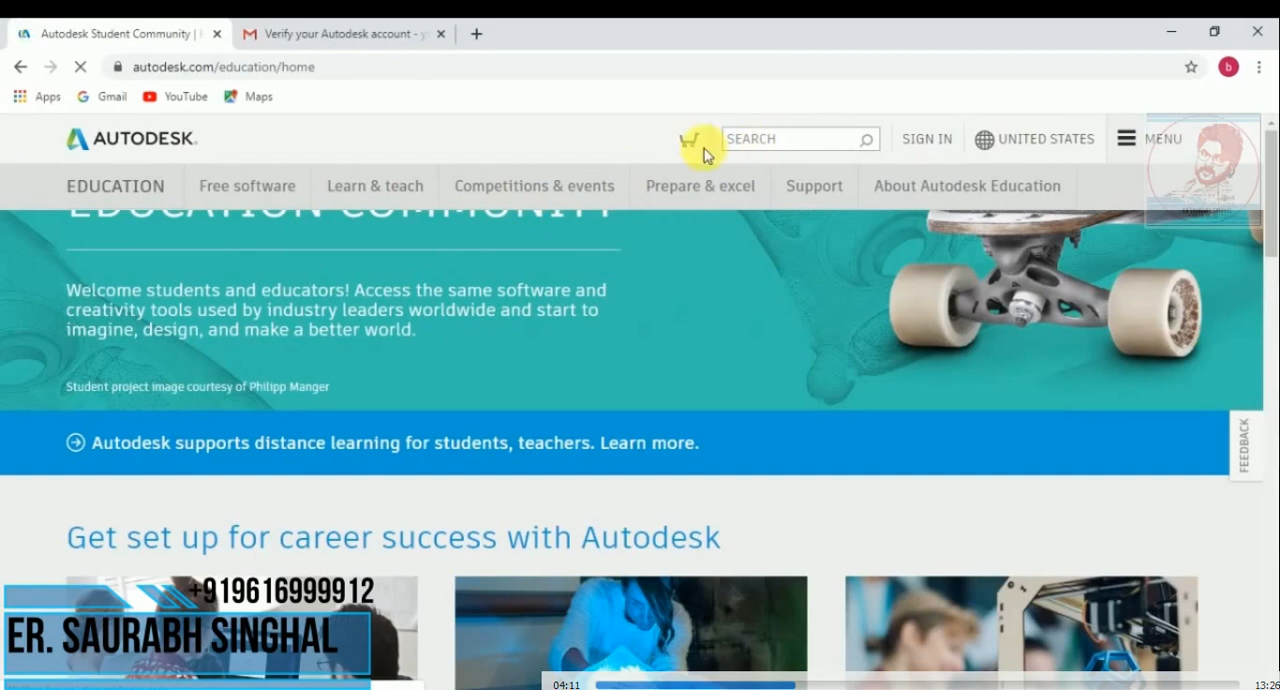 Autodesk Student Community |
Verify your Autodesk account -
autodesk.com/education/home
b
Apps
Gmail
YouTube
Maps
AUTODESK.
SEARCH
SIGN IN
UNITED STATES
MENU
EDUCATION
Free software
Learn & teach
Competitions & events
Prepare & excel
Support
About Autodesk Education
EDUCATION COMMUNITY
Welcome students and educators! Access the same software and
creativity tools used by industry leaders worldwide and start to
imagine, design, and make a better world.
Student project image courtesy of Philipp Manger
Autodesk supports distance learning for students, teachers. Learn more.
FEEDBACK
Get set up for career success with Autodesk
+919616999912
ER. SAURABH SINGHAL
04:11
13:26